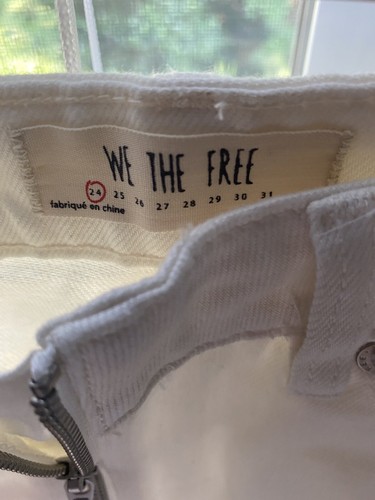 WE THE FREE
24 25 26 27 28 29 30 31
fabriqué en chine